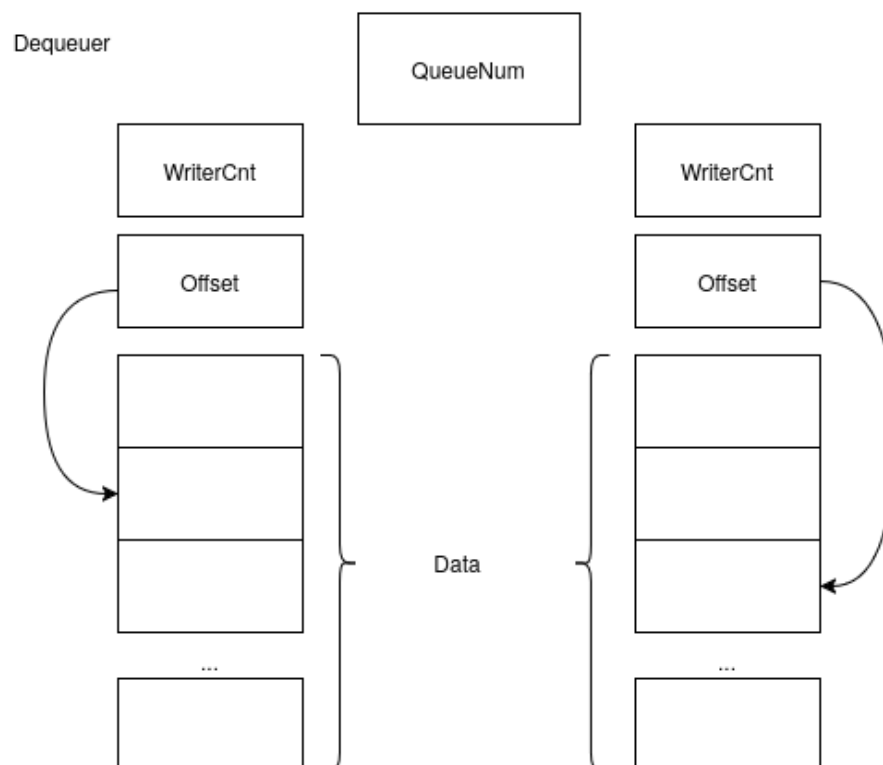 Dequeuer
QueueNum
WriterCnt
WriterCnt
Offset
Offset
Data
...
...